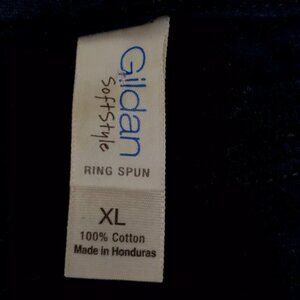 Gildan
SoftStyle
RING SPUN
XL
100% Cotton
Made in Honduras